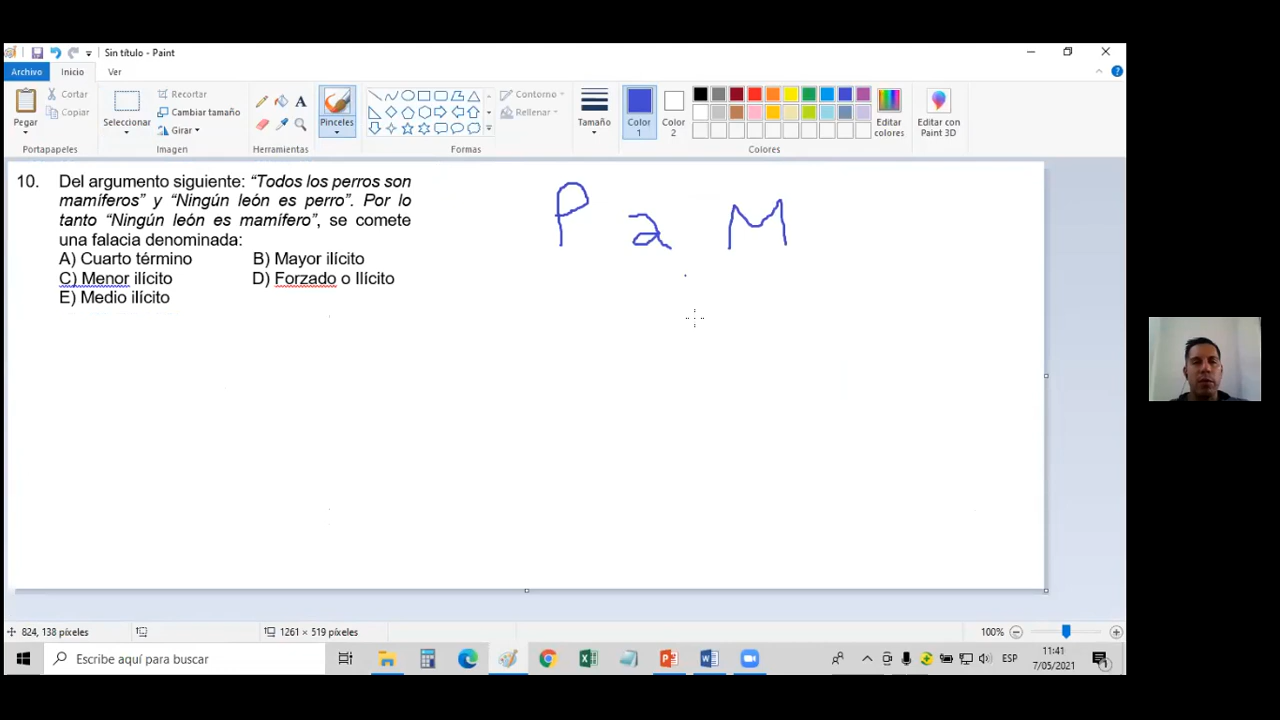 Sin título - Paint
Archivo Inicio Ver
Pegar
Cortar
Copiar
Portapapeles
Seleccionar
Recortar
Cambiar tamaño
Girar
Imagen
Herramientas
Pinceles
Contorno
Rellenar
Formas
Tamaño
Color
1
Color
2
Editar
colores
Editar con
Paint 3D
Colores
10. Del argumento siguiente: “Todos los perros son
mamíferos” y “Ningún león es perro”. Por lo
tanto “Ningún león es mamífero”, se comete
una falacia denominada:
A) Cuarto término B) Mayor ilícito
C) Menor ilícito D) Forzado o Ilícito
E) Medio ilícito
P a M
824, 138 píxeles 1261 × 519 píxeles 100%
Escribe aquí para buscar
ESP
11:41
7/05/2021